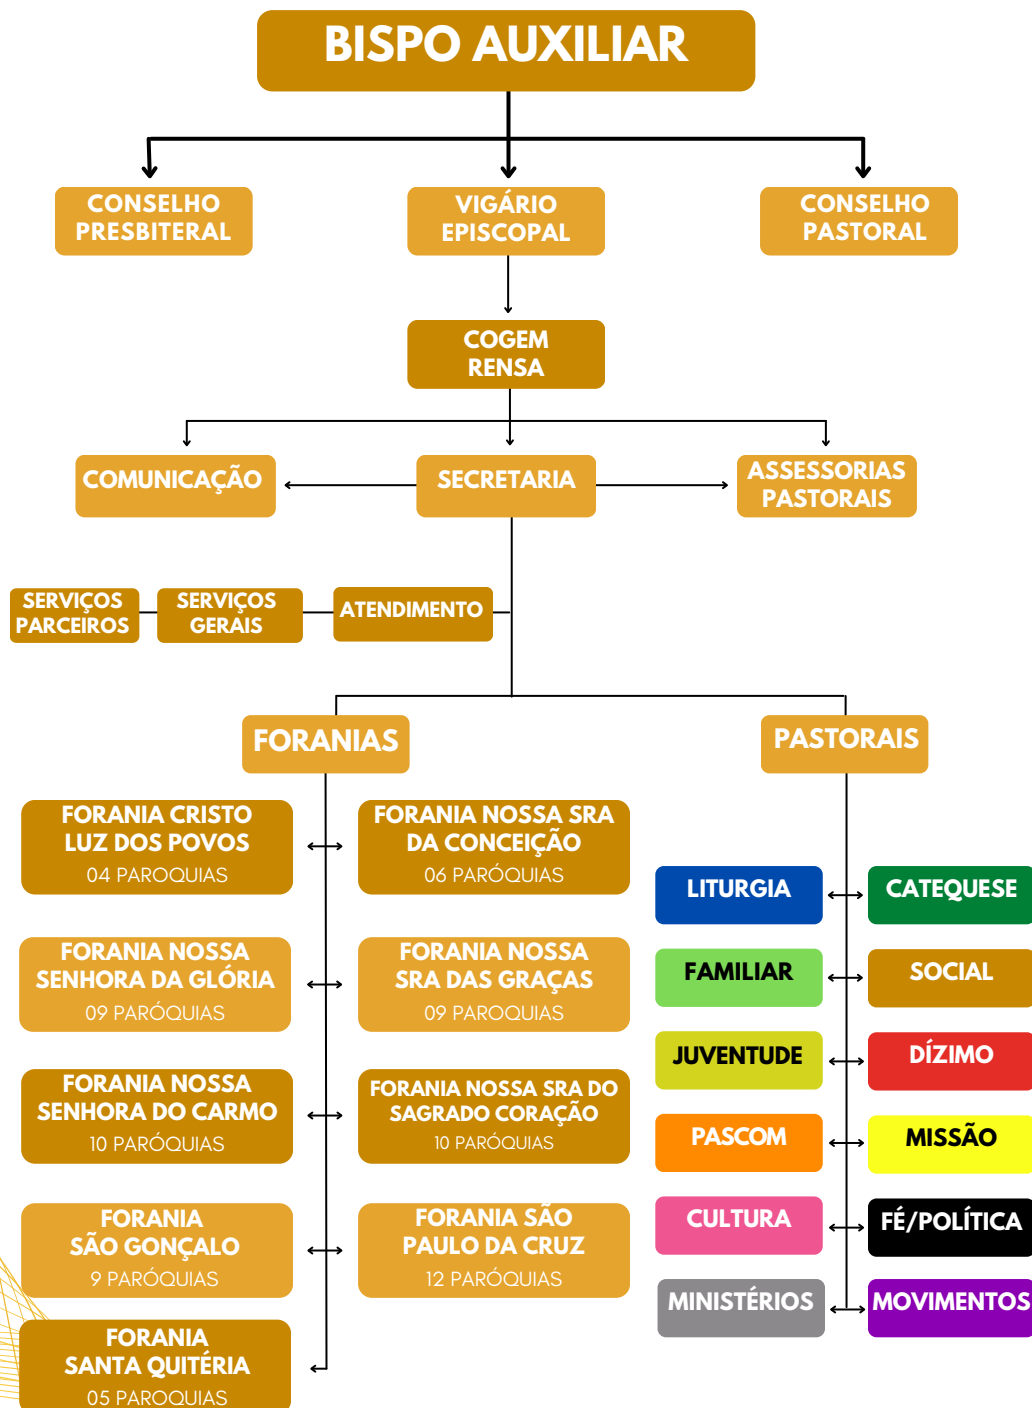 BISPO AUXILIAR
CONSELHO
PRESBITERAL
VIGÁRIO
EPISCOPAL
CONSELHO
PASTORAL
COGEM
RENSA
COMUNICAÇÃO
SECRETARIA
ASSESSORIAS
PASTORAIS
SERVIÇOS
PARCEIROS
SERVIÇOS
GERAIS
ATENDIMENTO
FORANIAS
PASTORAIS
FORANIA CRISTO
LUZ DOS POVOS
04 PAROQUIAS
FORANIA NOSSA SRA
DA CONCEIÇÃO
06 PARÓQUIAS
FORANIA NOSSA
SENHORA DA GLÓRIA
09 PARÓQUIAS
FORANIA NOSSA
SRA DAS GRAÇAS
09 PAROQUIAS
FORANIA NOSSA
SENHORA DO CARMO
10 PARÓQUIAS
FORANIA NOSSA SRA DO
SAGRADO CORAÇÃO
10 PARÓQUIAS
FORANIA
SÃO GONÇALO
9 PARÓQUIAS
FORANIA SÃO
PAULO DA CRUZ
12 PARÓQUIAS
FORANIA
SANTA QUITÉRIA
05 PAROQUIAS
LITURGIA
CATEQUESE
FAMILIAR
SOCIAL
JUVENTUDE
DÍZIMO
PASCOM
MISSÃO
CULTURA
FÉ/POLÍTICA
MINISTÉRIOS
MOVIMENTOS